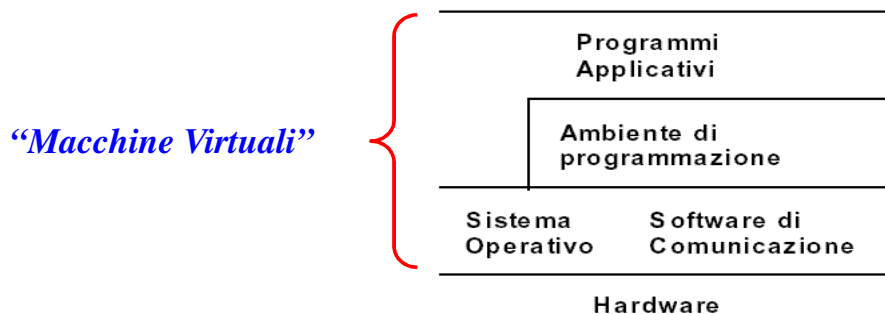 “Macchine Virtuali”
Programmi
Applicativi
Ambiente di
programmazione
Sistema
Operativo
Software di
Comunicazione
Hardware